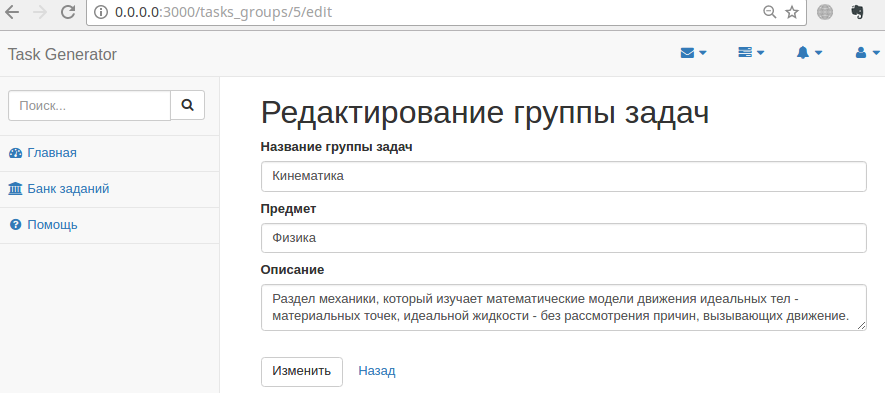 0.0.0.0:3000/tasks_groups/5/edit
Task Generator
Поиск...
Главная
Банк заданий
Помощь
Редактирование группы задач
Название группы задач
Кинематика
Предмет
Физика
Описание
Раздел механики, который изучает математические модели движения идеальных тел -
материальных точек, идеальной жидкости - без рассмотрения причин, вызывающих движение.
Изменить Назад